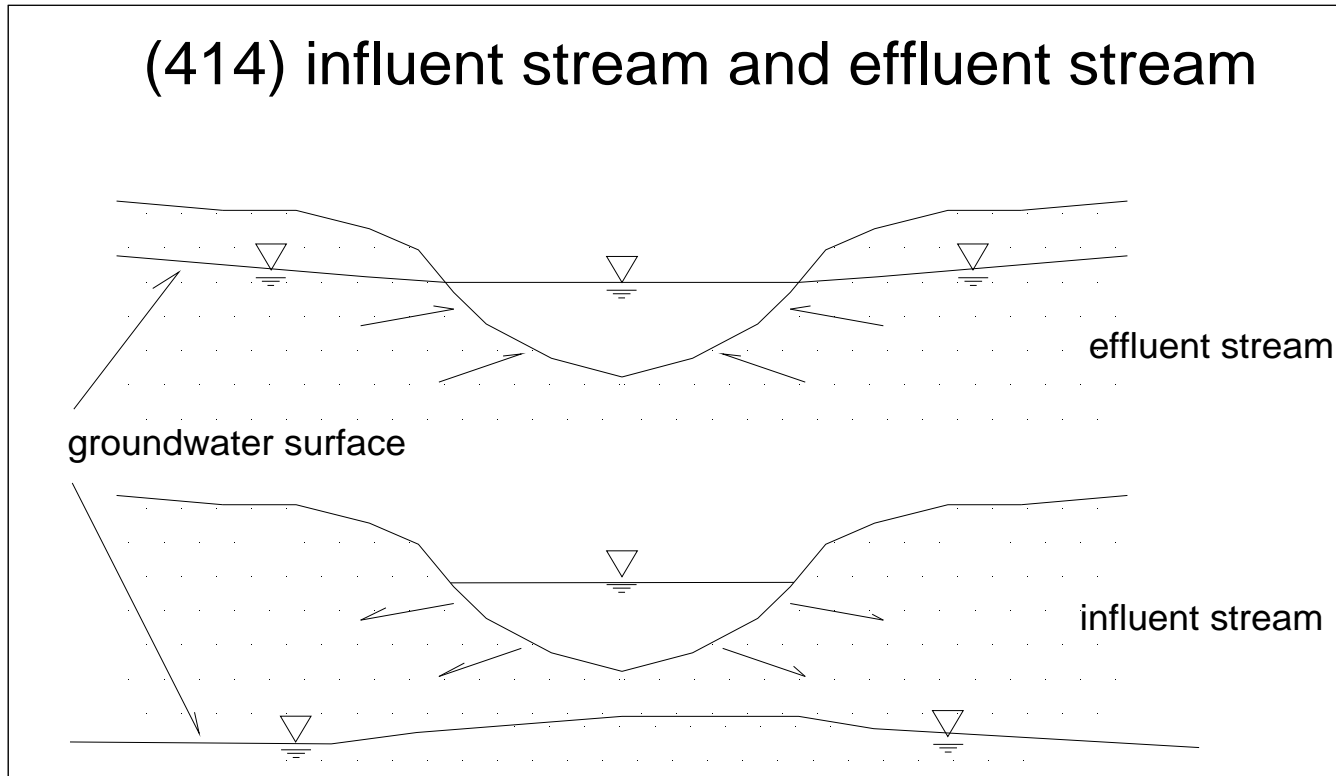 (414) influent stream and effluent stream
effluent stream
groundwater surface
influent stream